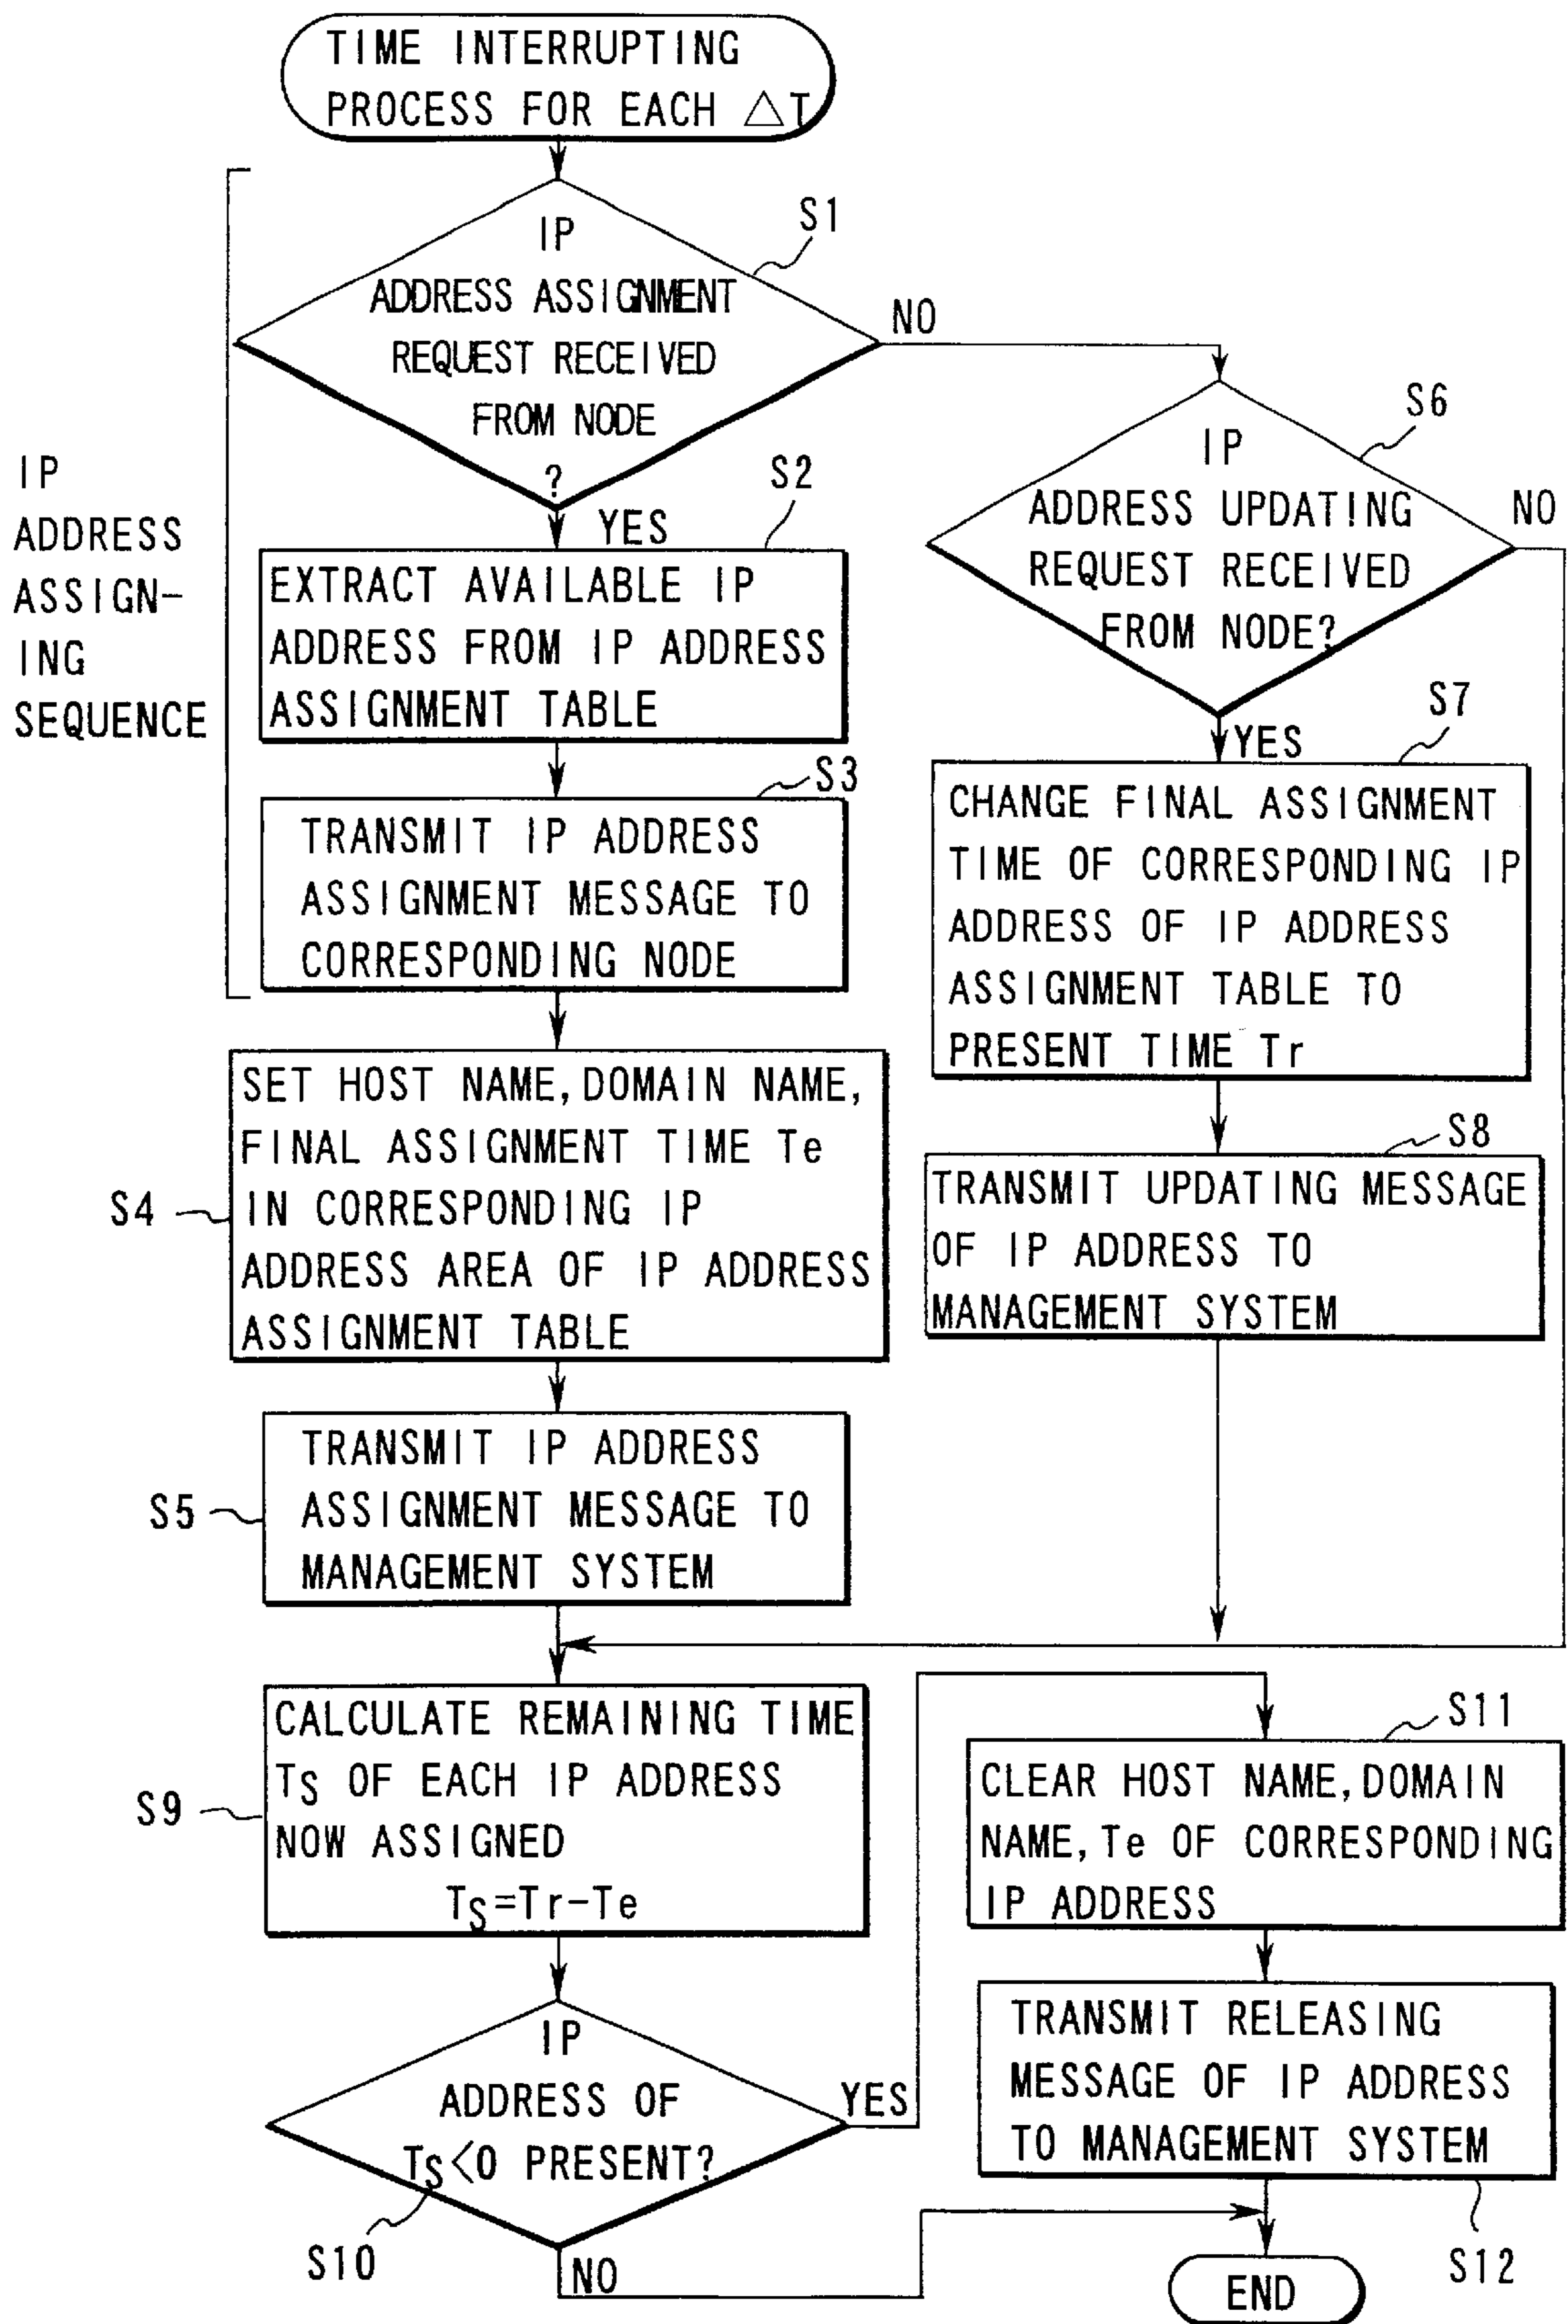 TIME INTERRUPTING
PROCESS FOR EACH △T
S1
IP
ADDRESS ASSIGNMENT
REQUEST RECEIVED
FROM NODE
?
NO
YES
IP
ADDRESS
ASSIGN-
ING
SEQUENCE
S2
EXTRACT AVAILABLE IP
ADDRESS FROM IP ADDRESS
ASSIGNMENT TABLE
S3
TRANSMIT IP ADDRESS
ASSIGNMENT MESSAGE TO
CORRESPONDING NODE
S4
SET HOST NAME, DOMAIN NAME,
FINAL ASSIGNMENT TIME Te
IN CORRESPONDING IP
ADDRESS AREA OF IP ADDRESS
ASSIGNMENT TABLE
S5
TRANSMIT IP ADDRESS
ASSIGNMENT MESSAGE TO
MANAGEMENT SYSTEM
S6
IP
ADDRESS UPDATING
REQUEST RECEIVED
FROM NODE?
NO
YES
S7
CHANGE FINAL ASSIGNMENT
TIME OF CORRESPONDING IP
ADDRESS OF IP ADDRESS
ASSIGNMENT TABLE TO
PRESENT TIME Tr
S8
TRANSMIT UPDATING MESSAGE
OF IP ADDRESS TO
MANAGEMENT SYSTEM
S9
CALCULATE REMAINING TIME
TS OF EACH IP ADDRESS
NOW ASSIGNED
TS=Tr-Te
S10
IP
ADDRESS OF
TS<0 PRESENT?
YES
NO
S11
CLEAR HOST NAME, DOMAIN
NAME, Te OF CORRESPONDING
IP ADDRESS
TRANSMIT RELEASING
MESSAGE OF IP ADDRESS
TO MANAGEMENT SYSTEM
S12
END